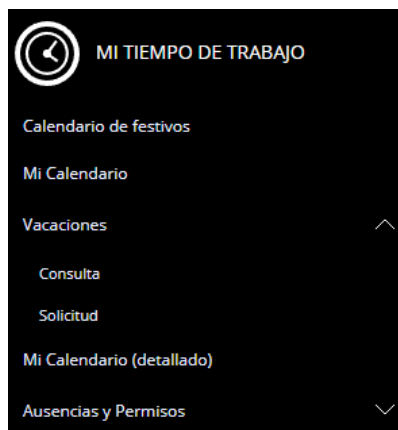 MI TIEMPO DE TRABAJO
Calendario de festivos
Mi Calendario
Vacaciones
Consulta
Solicitud
Mi Calendario (detallado)
Ausencias y Permisos